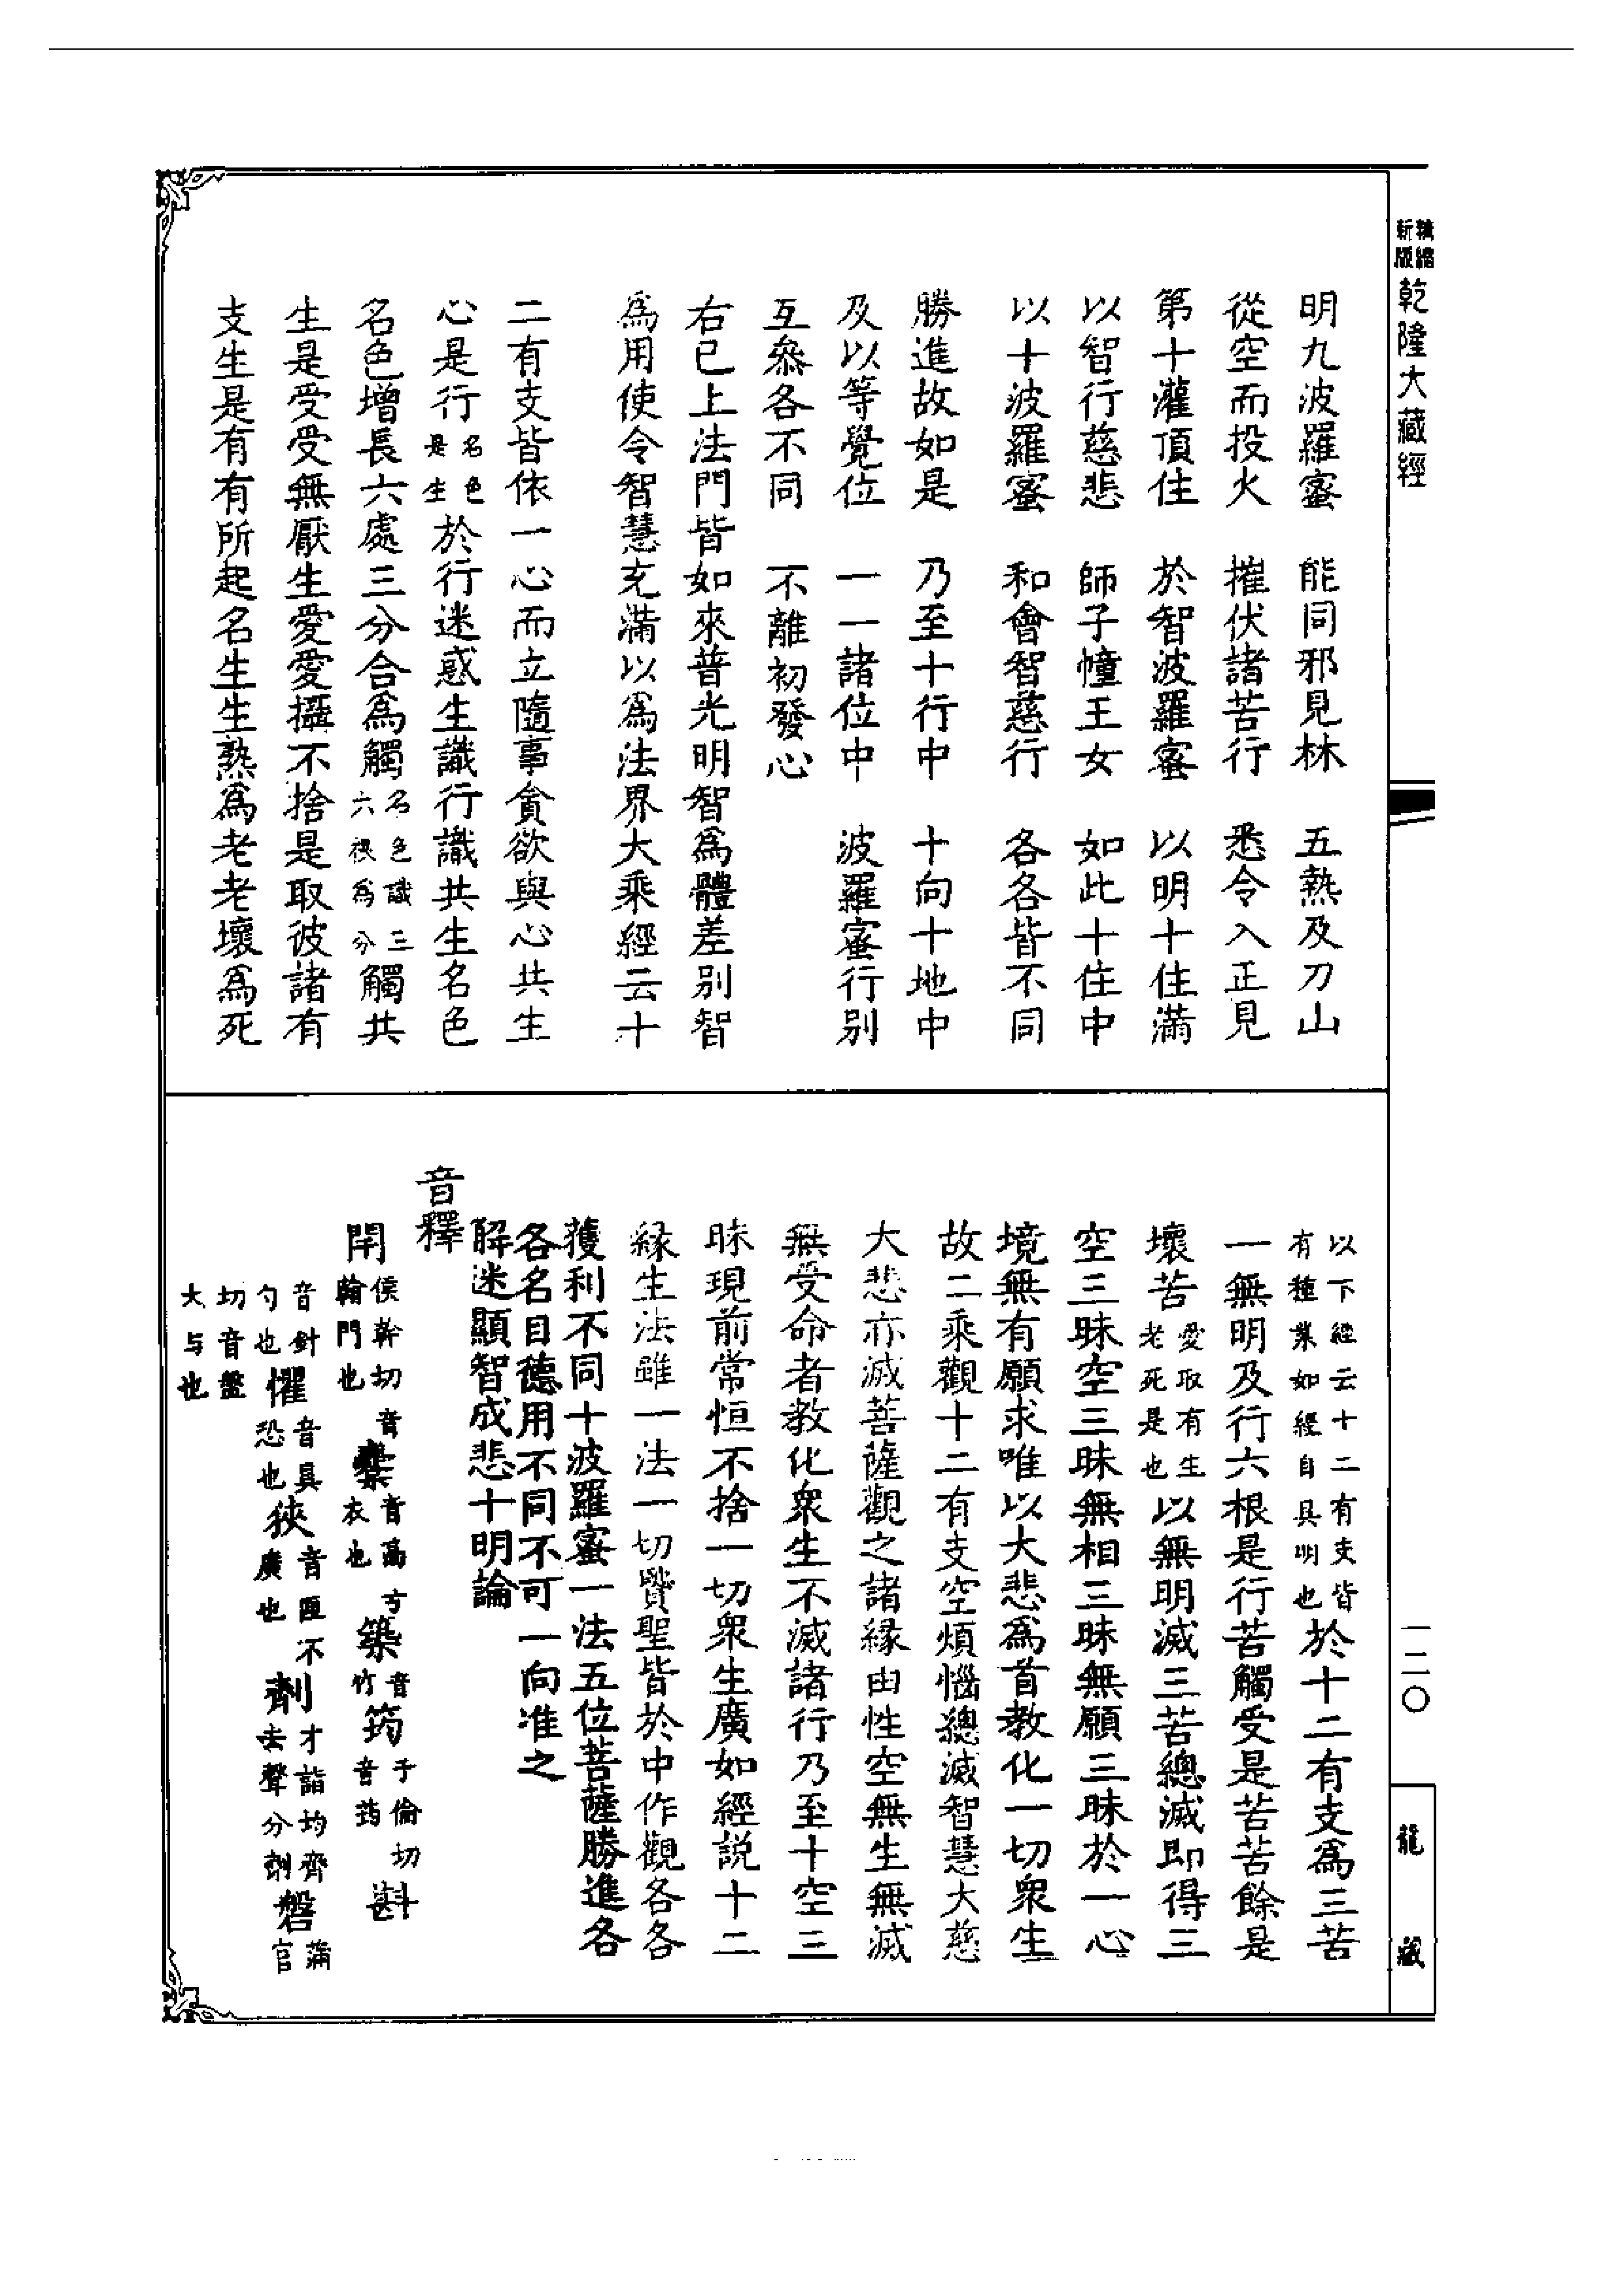 精縮
新版
乾隆大藏經
明九波羅蜜　能同邪見林　五熱及刀山
從空而投火　摧伏諸苦行　悉令入正見
第十灌頂住　於智波羅蜜　以明十住滿
以智行慈悲　師子幢王女　如此十住中
以十波羅蜜　和會智慈行　各各皆不同
勝進故如是　乃至十行中　十向十地中
及以等覺位　一一諸位中　波羅蜜行別
互叅各不同　不離初發心
右已上法門皆如來普光明智爲體差別智
爲用使令智慧充滿以爲法界大乘經云十
二有支皆依一心而立隨事貪欲與心共生
心是行名色是生於行迷惑生識行識共生名色
名色增長六處三分合爲觸名色識三六根爲分觸共
生是受受無厭生愛愛攝不捨是取彼諸有
支生是有有所起名生生熟爲老老壞爲死
以下經云十二有支皆有種業如經自具明也於十二有支爲三苦
一無明及行六根是行苦觸受是苦苦餘是
壞苦愛取有生老死是也以無明滅三苦總滅即得三
空三昧空三昧無相三昧無願三昧於一心
境無有願求唯以大悲爲首教化一切衆生
故二乘觀十二有支空煩惱總滅智慧大慈
大悲亦滅菩薩觀之諸緣由性空無生無滅
無受命者教化衆生不滅諸行乃至十空三
昧現前常恒不捨一切衆生廣如經説十二
緣生法雖一法一切賢聖皆於中作觀各各
獲利不同十波羅蜜一法五位菩薩勝進各
各名目德用不同不可一向准之
解迷顯智成悲十明論
音釋
閈侯幹切翰門也　音羇衣也　築音竹　筠于倫切音筠　斟
音針勺也　懼音具恐也　狹音匣不廣也　劑才詣切齊去聲分劑　磐蒲官
切音盤大石也
一二〇
龍
藏